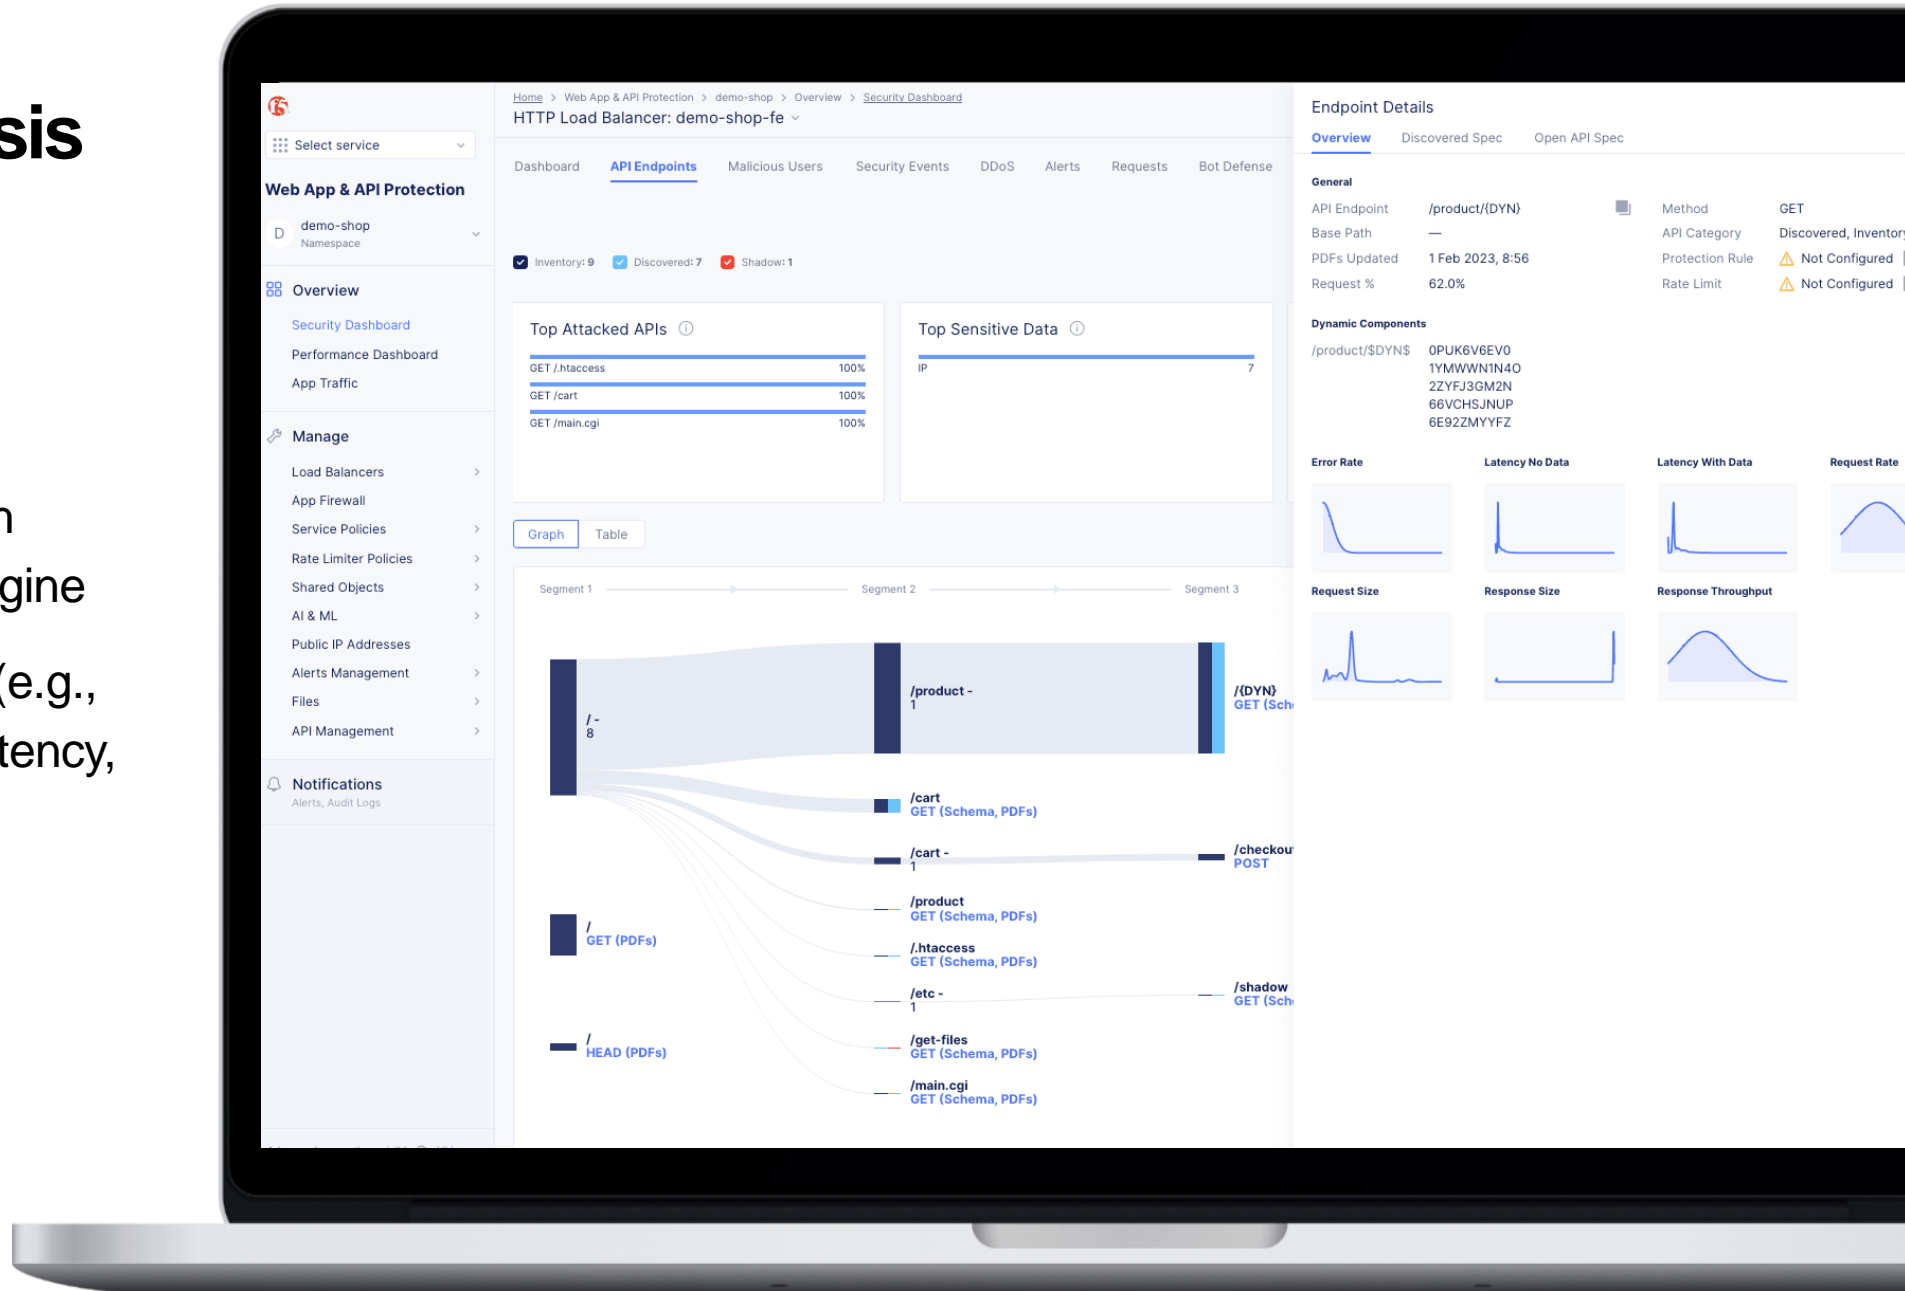 sis
n
gine
(e.g.,
tency,
Select service
Web App & API Protection
D
demo-shop
Namespace
Overview
Security Dashboard
Performance Dashboard
App Traffic
Manage
Load Balancers
App Firewall
Service Policies
Rate Limiter Policies
Shared Objects
AI & ML
Public IP Addresses
Alerts Management
Files
API Management
Notifications
Alerts, Audit Logs
Home > Web App & API Protection > demo-shop > Overview > Security Dashboard
HTTP Load Balancer: demo-shop-fe
Dashboard API Endpoints Malicious Users Security Events DDoS Alerts Requests Bot Defense
Inventory: 9 Discovered: 7 Shadow: 1
Top Attacked APIs
GET /.htaccess 100%
GET /cart 100%
GET /main.cgi 100%
Top Sensitive Data
IP 7
Graph Table
Segment 1 Segment 2 Segment 3
/ -
8
/
GET (PDFs)
/
HEAD (PDFs)
/product -
1
/cart
GET (Schema, PDFs)
/cart -
1
/product
GET (Schema, PDFs)
/.htaccess
GET (Schema, PDFs)
/etc -
1
/get-files
GET (Schema, PDFs)
/main.cgi
GET (Schema, PDFs)
/{DYN}
GET (Sch
/checkou
POST
/shadow
GET (Sch
Endpoint Details
Overview Discovered Spec Open API Spec
General
API Endpoint /product/{DYN}
Base Path —
PDFs Updated 1 Feb 2023, 8:56
Request % 62.0%
Method GET
API Category Discovered, Inventory
Protection Rule Not Configured
Rate Limit Not Configured
Dynamic Components
/product/$DYN$ 0PUK6V6EV0
1YMWWN1N4O
2ZYFJ3GM2N
66VCHSJNUP
6E92ZMYYFZ
Error Rate Latency No Data Latency With Data Request Rate
Request Size Response Size Response Throughput